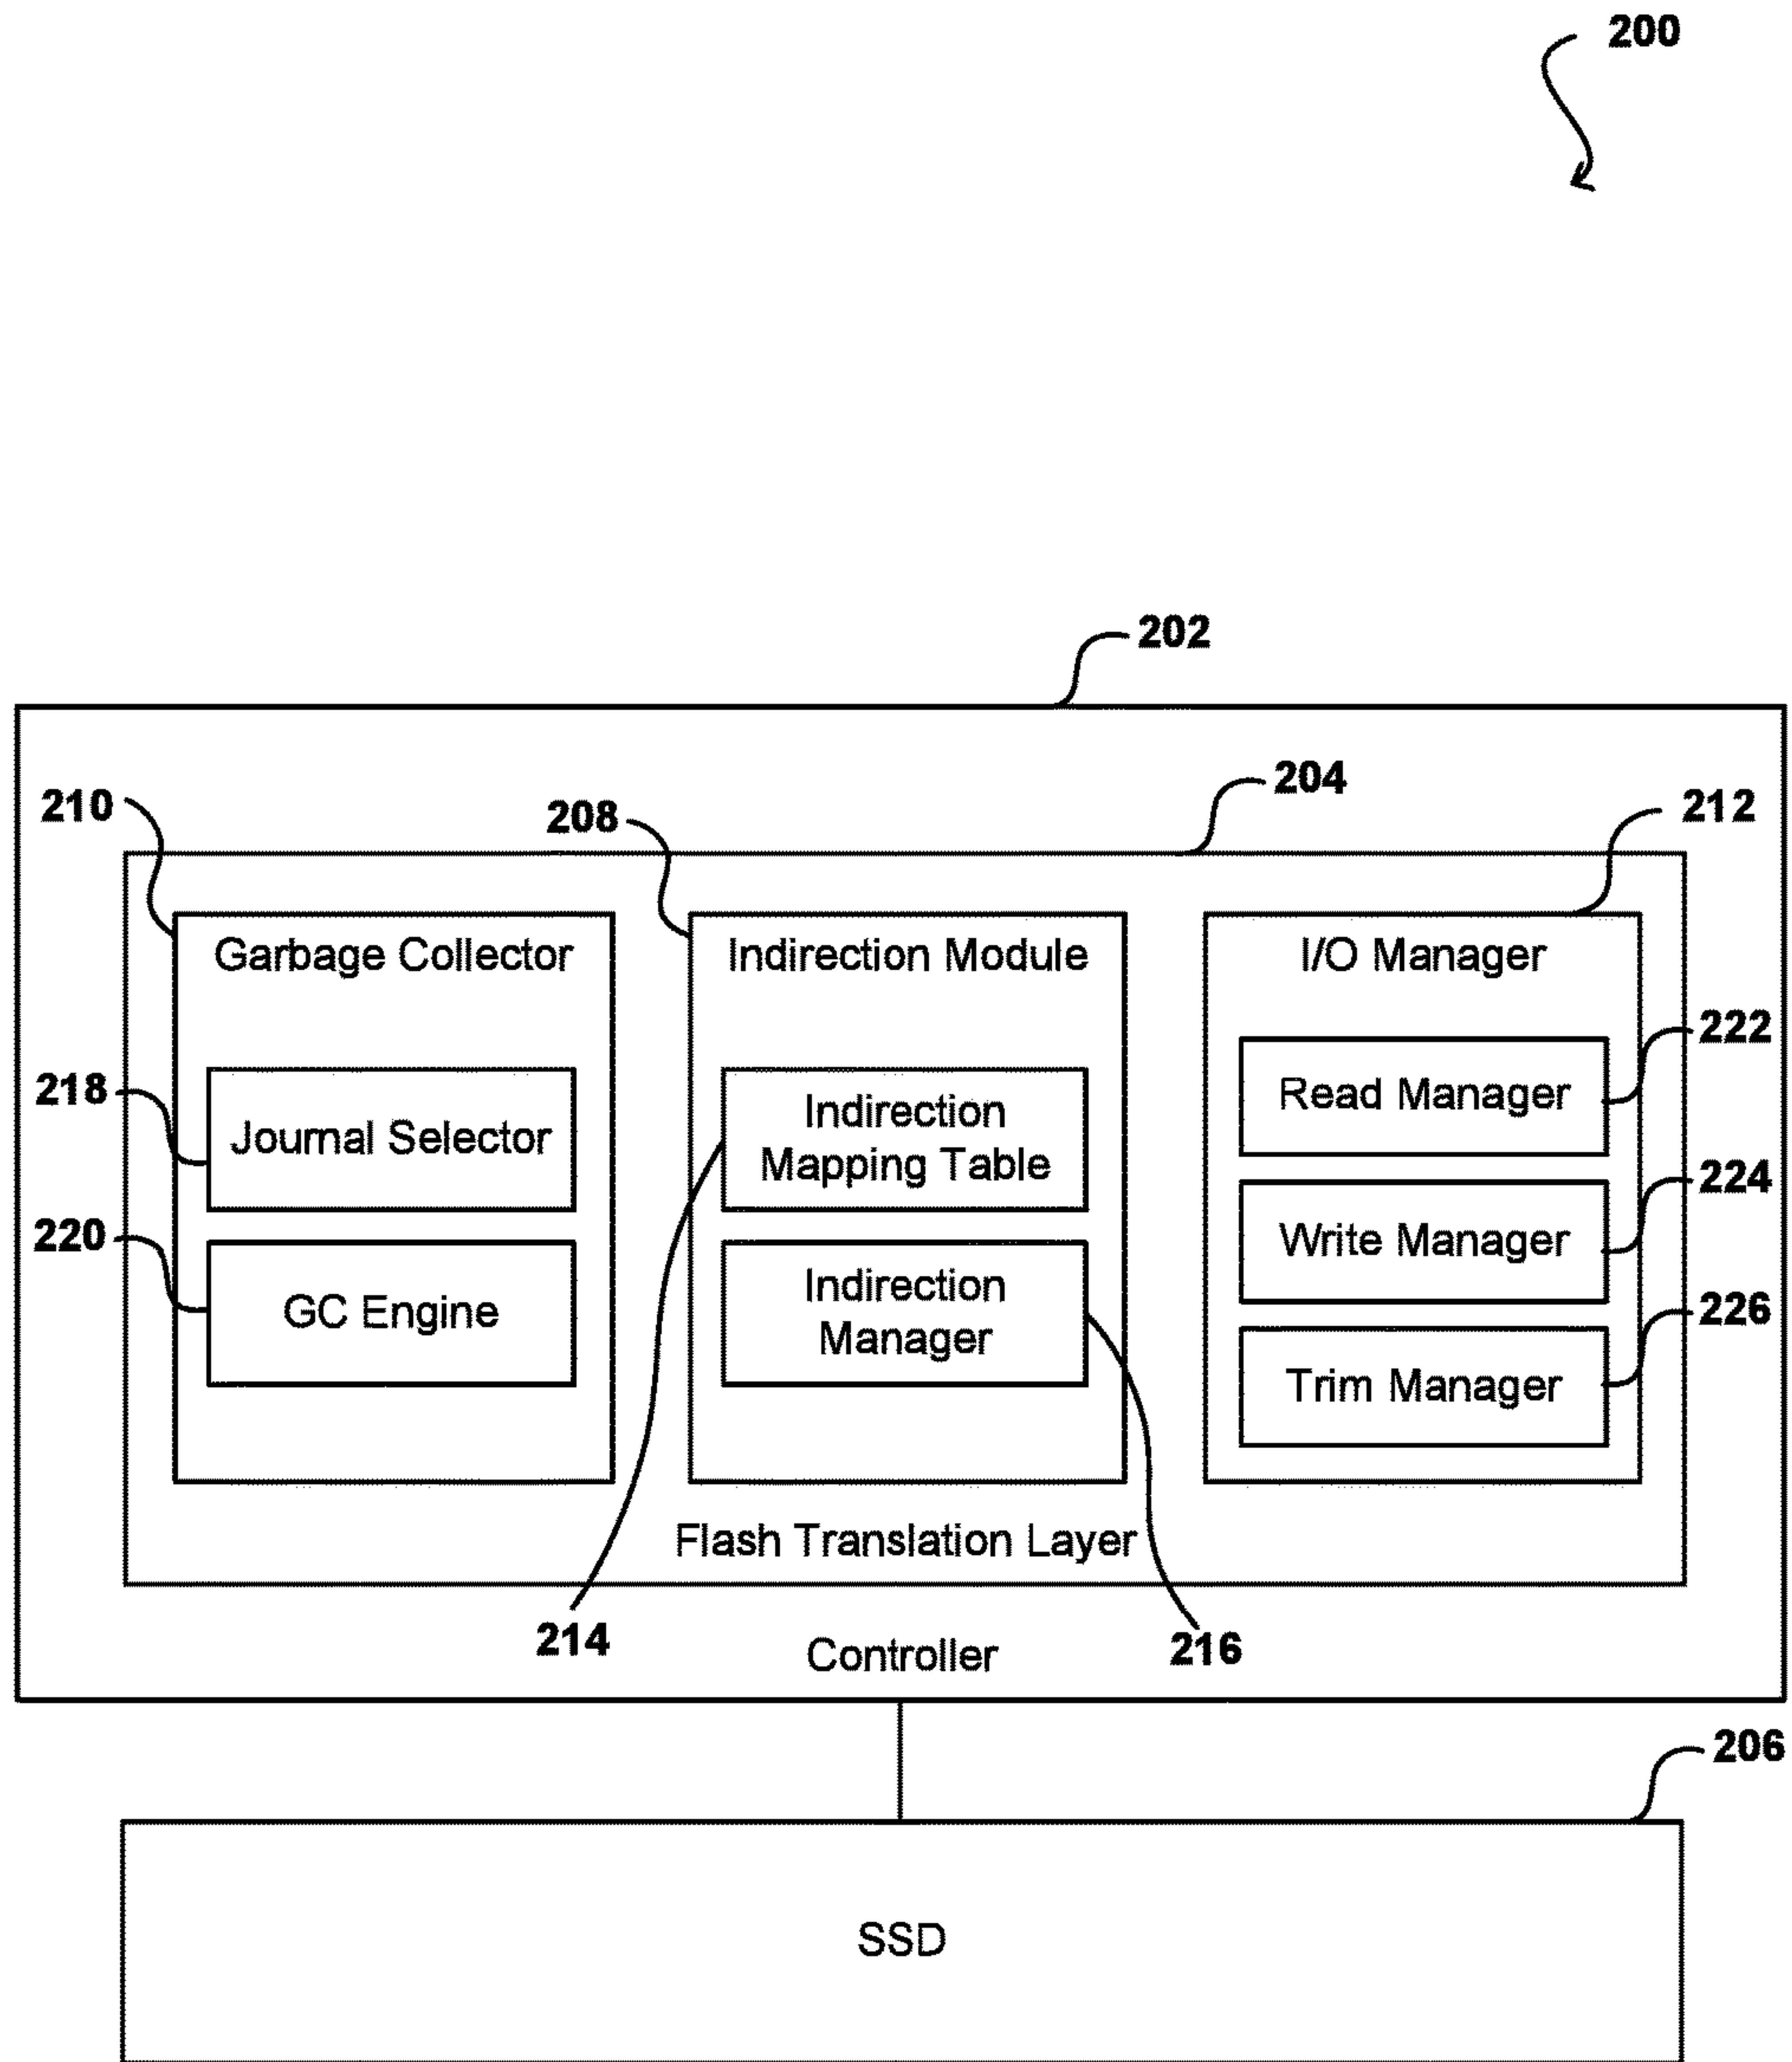 200
202
204
210
208
212
Garbage Collector
Indirection Module
I/O Manager
222
218
Journal Selector
Indirection
Mapping Table
Read Manager
224
220
Write Manager
GC Engine
Indirection
Manager
226
Trim Manager
Flash Translation Layer
214
Controller
216
206
SSD